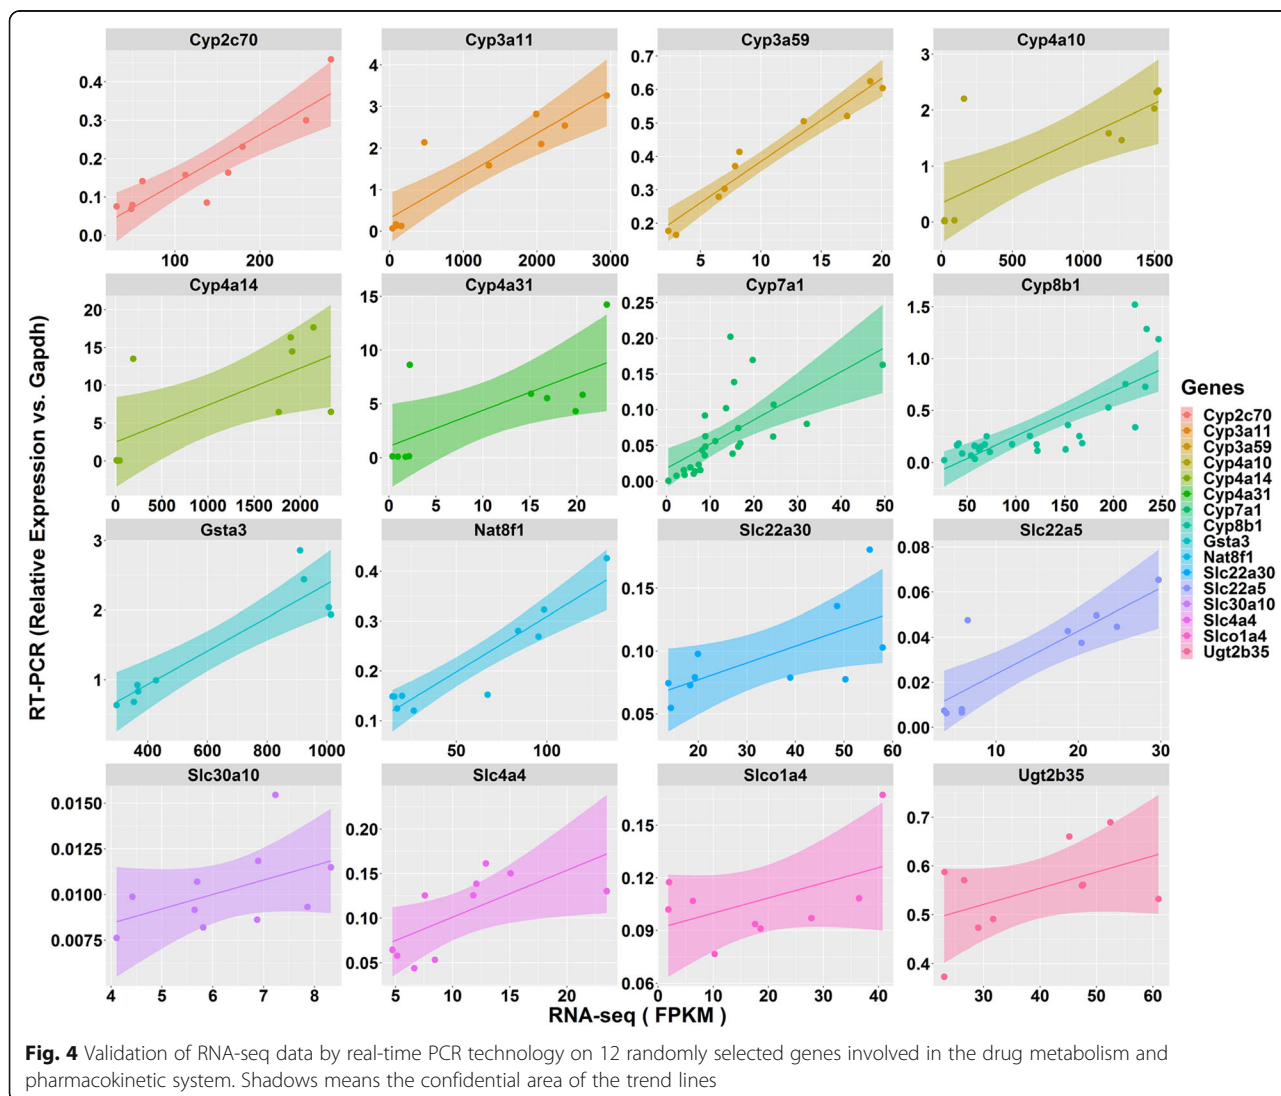 Cyp2c70 Cyp3a11 Cyp3a59 Cyp4a10
0.4 0.3 0.2 0.1 0.0
100 200
4 3 2 1 0
0 1000 2000 3000
0.7 0.6 0.5 0.4 0.3 0.2
5 10 15 20
3 2 1 0
0 500 1000 1500
Cyp4a14 Cyp4a31 Cyp7a1 Cyp8b1
20 15 10 5 0
0 500 1000 1500 2000
15 10 5 0
0 5 10 15 20
0.25 0.20 0.15 0.10 0.05 0.00
0 10 20 30 40 50
1.5 1.0 0.5 0.0
50 100 150 200 250
Gsta3 Nat8f1 Slc22a30 Slc22a5
3 2 1
400 600 800 1000
0.4 0.3 0.2 0.1
50 100
0.15 0.10 0.05
20 30 40 50
0.08 0.06 0.04 0.02 0.00
10 20 30
Slc30a10 Slc4a4 Slco1a4 Ugt2b35
0.0150 0.0125 0.0100 0.0075
4 5 6 7 8
0.20 0.15 0.10 0.05
5 10 15 20
0.15 0.12 0.09 0.06
0 10 20 30 40
0.7 0.6 0.5 0.4
30 40 50 60
RT-PCR (Relative Expression vs. Gapdh)
RNA-seq ( FPKM )
Genes
Cyp2c70
Cyp3a11
Cyp3a59
Cyp4a10
Cyp4a14
Cyp4a31
Cyp7a1
Cyp8b1
Gsta3
Nat8f1
Slc22a30
Slc22a5
Slc30a10
Slc4a4
Slco1a4
Ugt2b35
Fig. 4 Validation of RNA-seq data by real-time PCR technology on 12 randomly selected genes involved in the drug metabolism and
pharmacokinetic system. Shadows means the confidential area of the trend lines